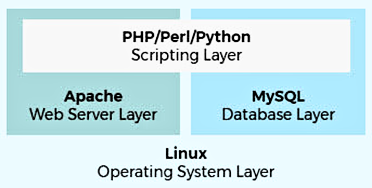 PHP/Perl/Python
Scripting Layer
Apache
Web Server Layer
MySQL
Database Layer
Linux
Operating System Layer